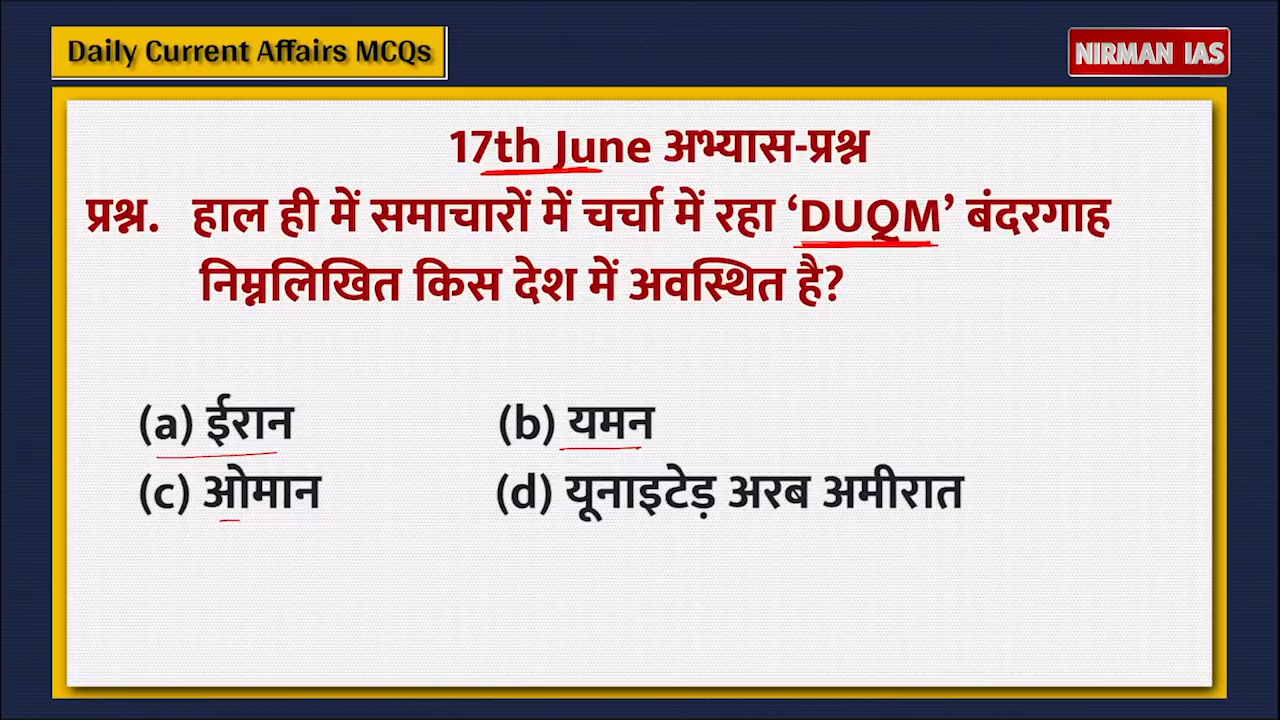 Daily Current Affairs MCQs
NIRMAN IAS
17th June अभ्यास-प्रश्न
प्रश्न. हाल ही में समाचारों में चर्चा में रहा ‘DUQM’ बंदरगाह
निम्नलिखित किस देश में अवस्थित है?
(a) ईरान (b) यमन
(c) ओमान (d) यूनाइटेड़ अरब अमीरात